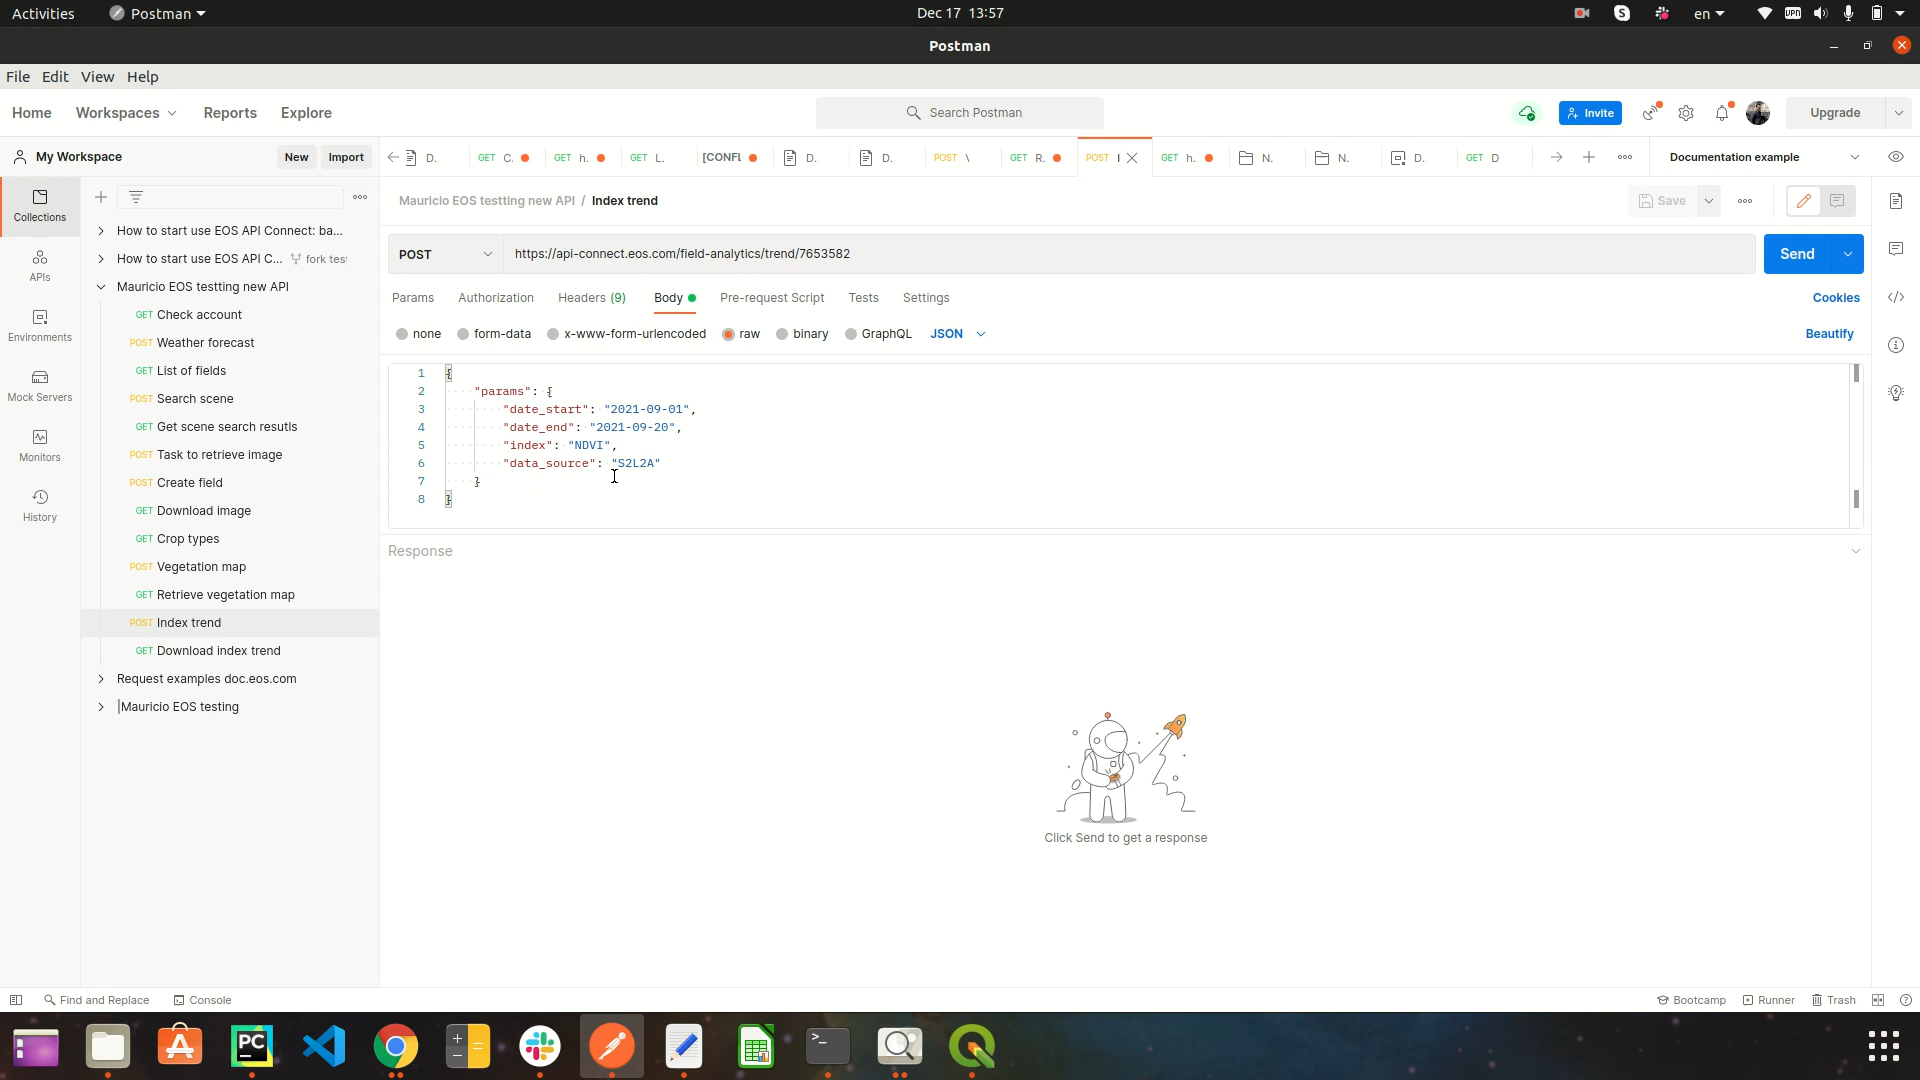 Activities
Postman
Dec 17 13:57
en
VPN
Postman
File Edit View Help
Home Workspaces Reports Explore
Search Postman
Invite
Upgrade
My Workspace
New
Import
D.
GET C.
GET h.
GET L.
[CONFL
D.
D.
POST
GET R.
POST
GET h.
N.
N.
D.
GET D
Documentation example
Collections
APIs
Environments
Mock Servers
Monitors
History
How to start use EOS API Connect: ba...
How to start use EOS API C... fork test
Mauricio EOS testting new API
GET Check account
POST Weather forecast
GET List of fields
POST Search scene
GET Get scene search resutls
POST Task to retrieve image
POST Create field
GET Download image
GET Crop types
POST Vegetation map
GET Retrieve vegetation map
POST Index trend
GET Download index trend
Request examples doc.eos.com
|Mauricio EOS testing
Mauricio EOS testting new API / Index trend
Save
POST
https://api-connect.eos.com/field-analytics/trend/7653582
Send
Params Authorization Headers (9) Body Pre-request Script Tests Settings
Cookies
none form-data x-www-form-urlencoded raw binary GraphQL JSON
Beautify
1 {
2 "params": {
3 "date_start": "2021-09-01",
4 "date_end": "2021-09-20",
5 "index": "NDVI",
6 "data_source": "S2L2A"
7 }
8 }
Response
Click Send to get a response
Find and Replace
Console
Bootcamp
Runner
Trash
PC